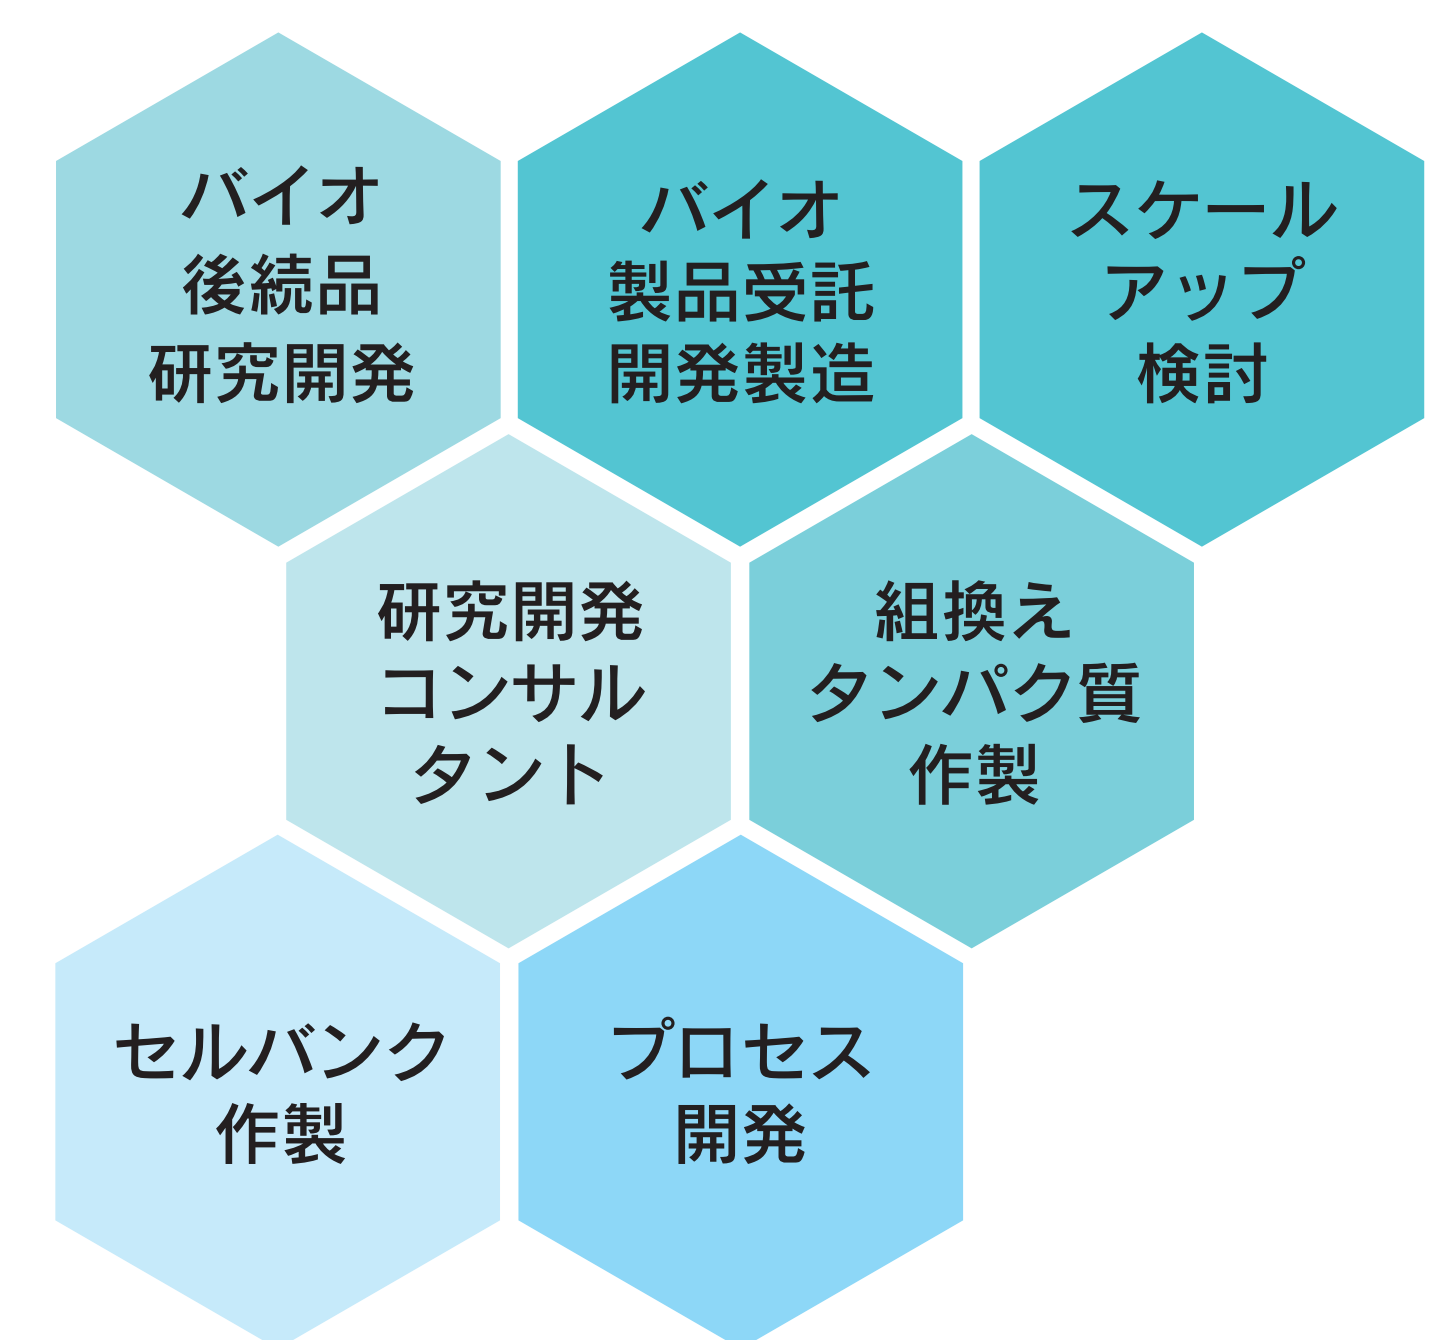 バイオ
後続品
研究開発
バイオ
製品受託
開発製造
スケール
アップ
検討
研究開発
コンサル
タント
組換え
タンパク質
作製
セルバンク
作製
プロセス
開発